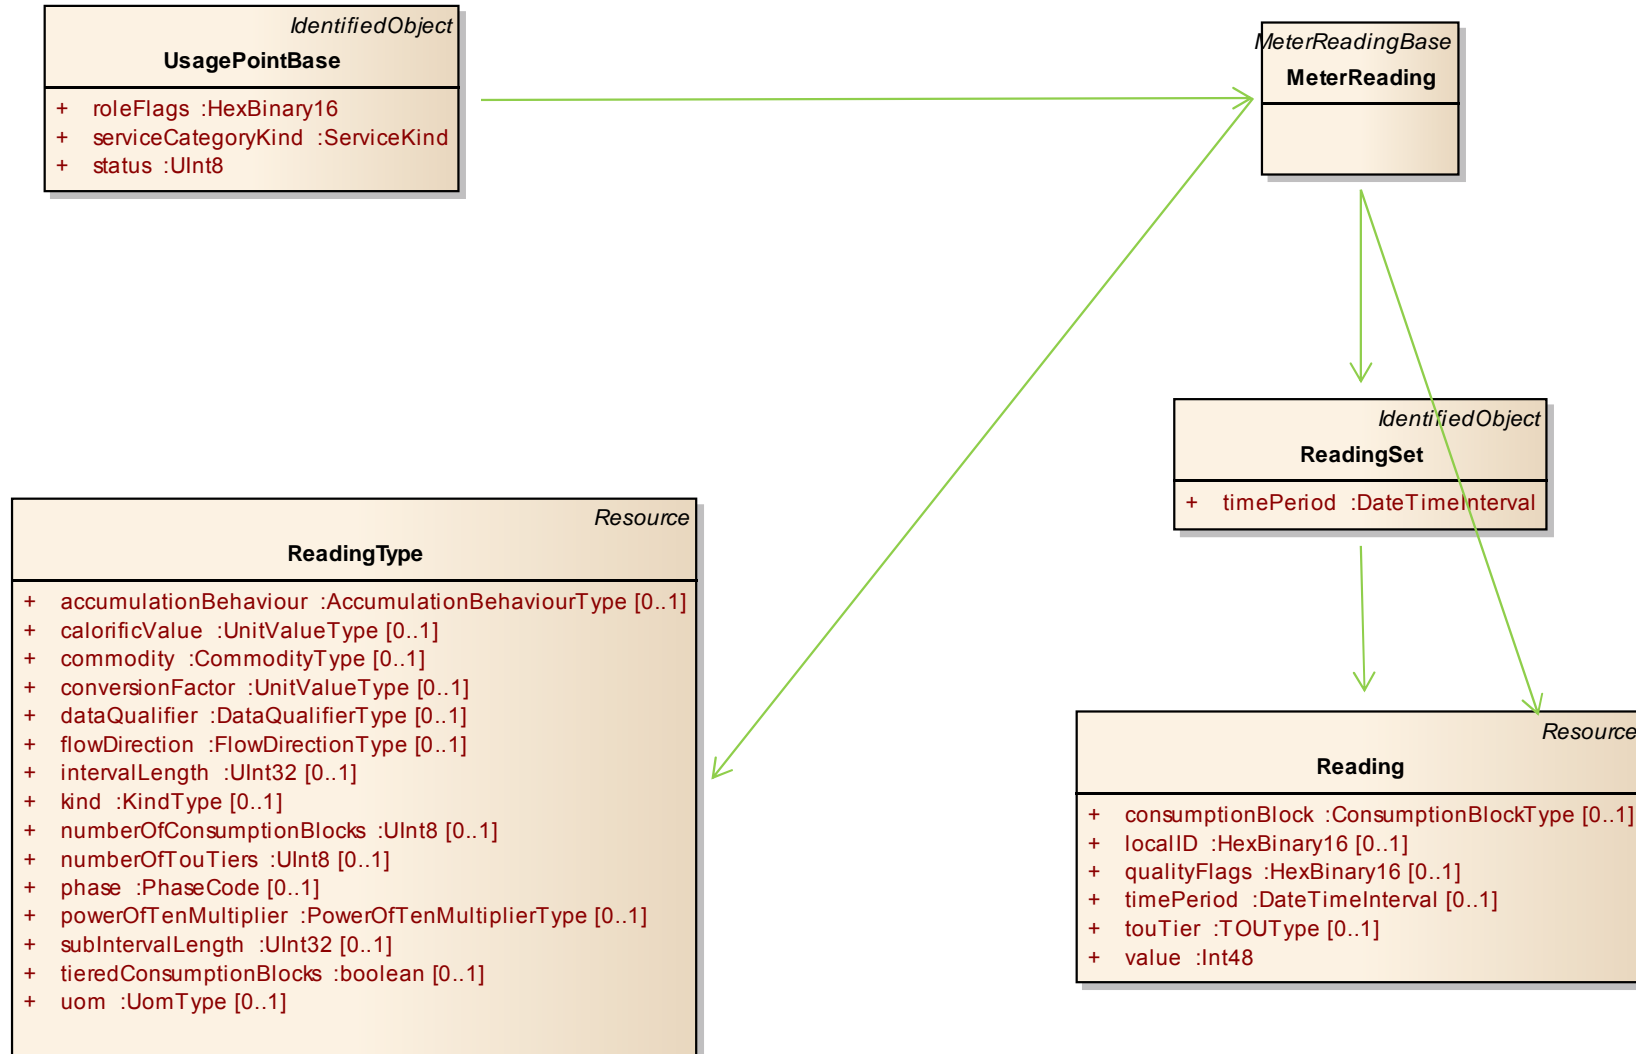 IdentifiedObject
UsagePointBase
+ roleFlags :HexBinary16
+ serviceCategoryKind :ServiceKind
+ status :UInt8
MeterReadingBase
MeterReading
IdentifiedObject
ReadingSet
+ timePeriod :DateTimeInterval
Resource
ReadingType
+ accumulationBehaviour :AccumulationBehaviourType [0..1]
+ calorificValue :UnitValueType [0..1]
+ commodity :CommodityType [0..1]
+ conversionFactor :UnitValueType [0..1]
+ dataQualifier :DataQualifierType [0..1]
+ flowDirection :FlowDirectionType [0..1]
+ intervalLength :UInt32 [0..1]
+ kind :KindType [0..1]
+ numberOfConsumptionBlocks :UInt8 [0..1]
+ numberOfTouTiers :UInt8 [0..1]
+ phase :PhaseCode [0..1]
+ powerOfTenMultiplier :PowerOfTenMultiplierType [0..1]
+ subIntervalLength :UInt32 [0..1]
+ tieredConsumptionBlocks :boolean [0..1]
+ uom :UomType [0..1]
Resource
Reading
+ consumptionBlock :ConsumptionBlockType [0..1]
+ localID :HexBinary16 [0..1]
+ qualityFlags :HexBinary16 [0..1]
+ timePeriod :DateTimeInterval [0..1]
+ touTier :TOUType [0..1]
+ value :Int48